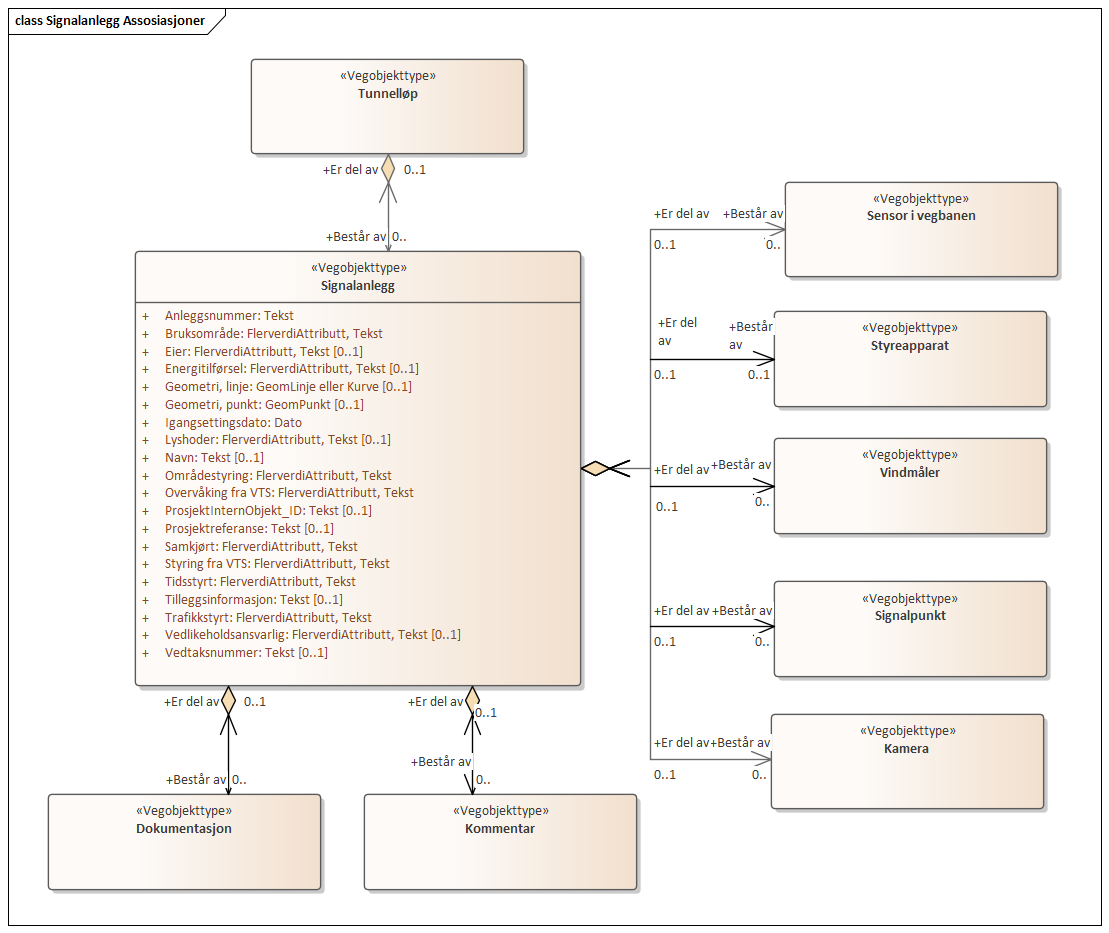 class Signalanlegg Assosiasjoner
«Vegobjekttype»
Tunnelløp
+Er del av
0..1
+Består av
0..
«Vegobjekttype»
Signalanlegg
+ Anleggsnummer: Tekst
+ Bruksområde: FlerverdiAttributt, Tekst
+ Eier: FlerverdiAttributt, Tekst [0..1]
+ Energitilførsel: FlerverdiAttributt, Tekst [0..1]
+ Geometri, linje: GeomLinje eller Kurve [0..1]
+ Geometri, punkt: GeomPunkt [0..1]
+ Igangsettingsdato: Dato
+ Lyshoder: FlerverdiAttributt, Tekst [0..1]
+ Navn: Tekst [0..1]
+ Områdestyring: FlerverdiAttributt, Tekst
+ Overvåking fra VTS: FlerverdiAttributt, Tekst
+ ProsjektInternObjekt_ID: Tekst [0..1]
+ Prosjektreferanse: Tekst [0..1]
+ Samkjørt: FlerverdiAttributt, Tekst
+ Styring fra VTS: FlerverdiAttributt, Tekst
+ Tidsstyrt: FlerverdiAttributt, Tekst
+ Tilleggsinformasjon: Tekst [0..1]
+ Trafikkstyrt: FlerverdiAttributt, Tekst
+ Vedlikeholdsansvarlig: FlerverdiAttributt, Tekst [0..1]
+ Vedtaksnummer: Tekst [0..1]
+Er del av
+Består av
0..1
0..
«Vegobjekttype»
Sensor i vegbanen
+Er del
av
+Består
av
0..1
0..1
«Vegobjekttype»
Styreapparat
+Er del av
+Består av
0..1
0..
«Vegobjekttype»
Vindmåler
+Er del av
+Består av
0..1
0..
«Vegobjekttype»
Signalpunkt
+Er del av
+Består av
0..1
0..
«Vegobjekttype»
Kamera
+Er del av
0..1
+Består av
0..
«Vegobjekttype»
Dokumentasjon
+Er del av
0..1
+Består av
0..
«Vegobjekttype»
Kommentar